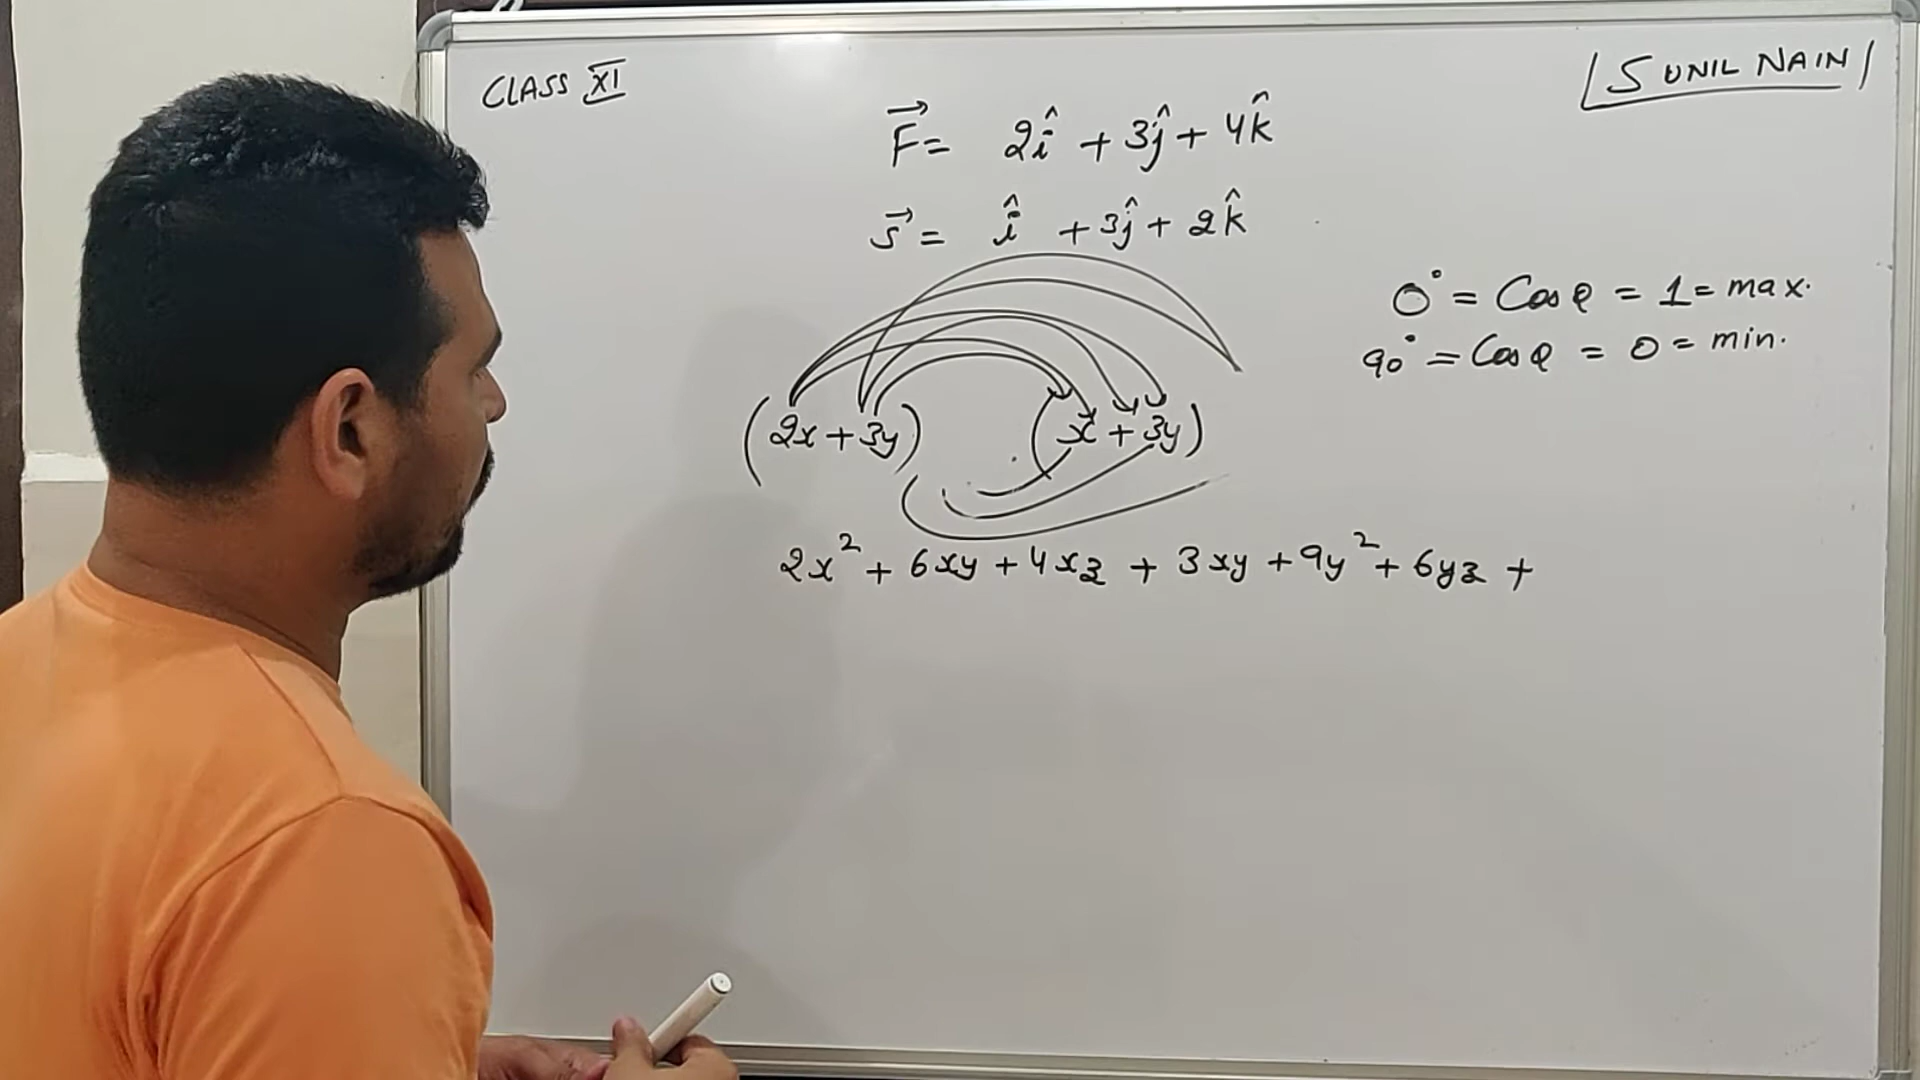 CLASS XI
SUNIL NAIN
F⃗ = 2î + 3ĵ + 4k̂
s⃗ = î + 3ĵ + 2k̂
0° = Cos θ = 1 = max.
90° = Cos θ = 0 = min.
(2x + 3y) (x + 3y)
2x² + 6xy + 4xz + 3xy + 9y² + 6yz +